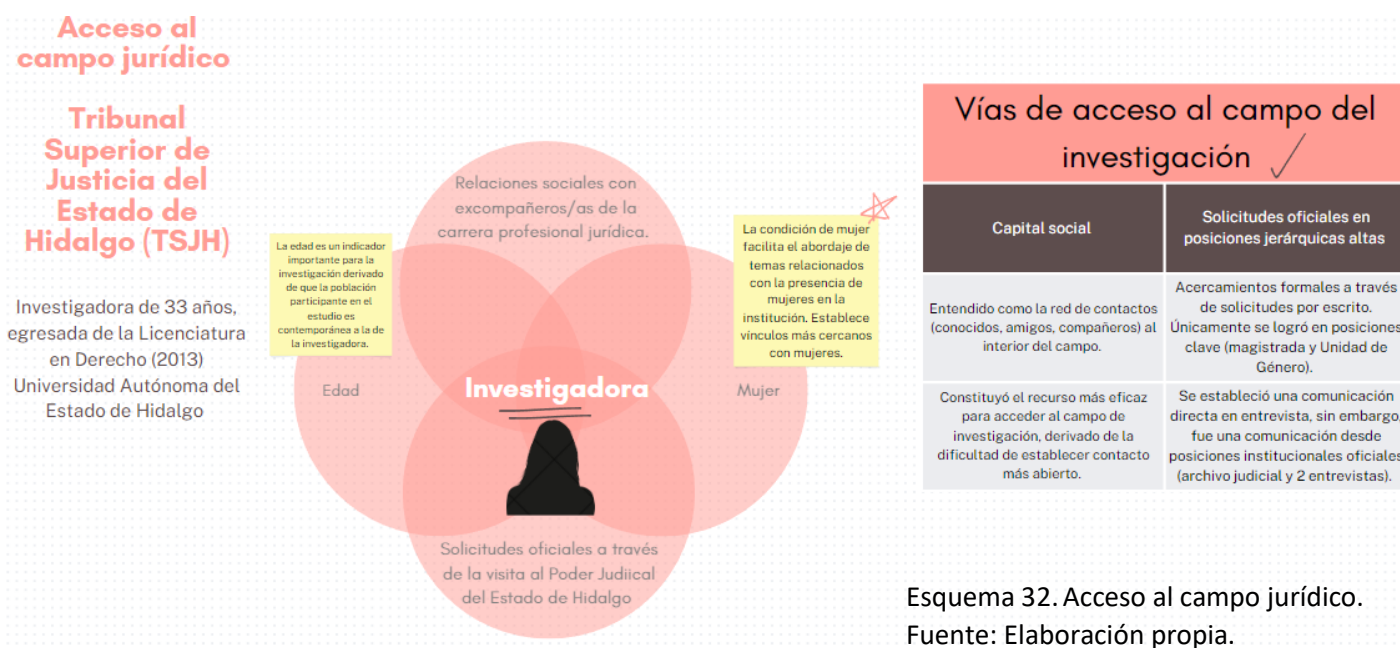 Acceso al
campo jurídico
Tribunal
Superior de
Justicia del
Estado de
Hidalgo (TSJH)
Investigadora de 33 años,
egresada de la Licenciatura
en Derecho (2013)
Universidad Autónoma del
Estado de Hidalgo
Relaciones sociales con
excompañeros/as de la
carrera profesional jurídica.
La edad es un indicador
importante para la
investigación derivado
de que la población
participante en el
estudio es
contemporánea a la de
la investigadora.
La condición de mujer
facilita el abordaje de
temas relacionados
con la presencia de
mujeres en la
institución. Establece
vínculos más cercanos
con mujeres.
Edad
Investigadora
Mujer
Solicitudes oficiales a través
de la visita al Poder Judiical
del Estado de Hidalgo
Vías de acceso al campo del
investigación
Capital social
Solicitudes oficiales en
posiciones jerárquicas altas
Entendido como la red de contactos
(conocidos, amigos, compañeros) al
interior del campo.
Acercamientos formales a través
de solicitudes por escrito.
Únicamente se logró en posiciones
clave (magistrada y Unidad de
Género).
Constituyó el recurso más eficaz
para acceder al campo de
investigación, derivado de la
dificultad de establecer contacto
más abierto.
Se estableció una comunicación
directa en entrevista, sin embargo,
fue una comunicación desde
posiciones institucionales oficiales
(archivo judicial y 2 entrevistas).
Esquema 32. Acceso al campo jurídico.
Fuente: Elaboración propia.